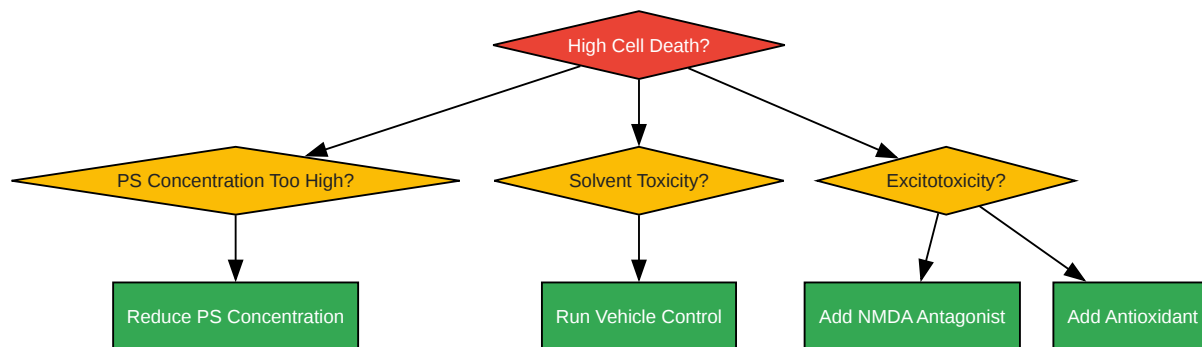 High Cell Death?
PS Concentration Too High?
Solvent Toxicity?
Excitotoxicity?
Reduce PS Concentration
Run Vehicle Control
Add NMDA Antagonist
Add Antioxidant